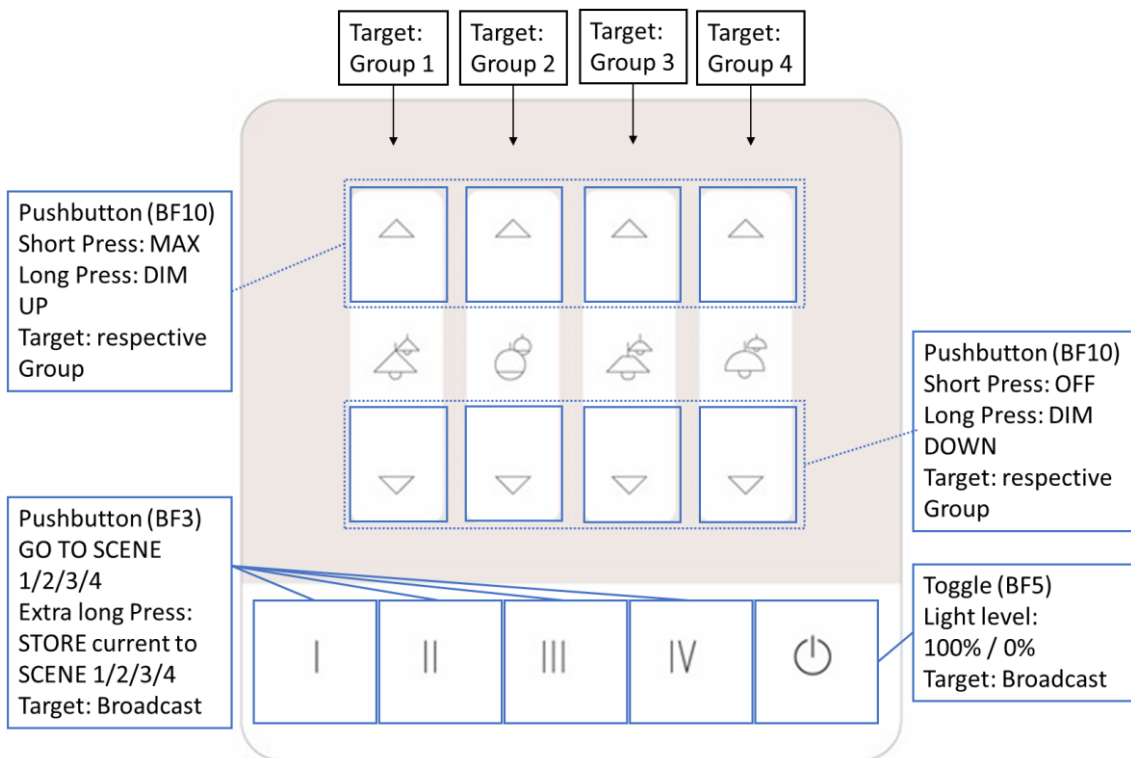 Target:
Group 1
Target:
Group 2
Target:
Group 3
Target:
Group 4
Pushbutton (BF10)
Short Press: MAX
Long Press: DIM
UP
Target: respective
Group
Pushbutton (BF10)
Short Press: OFF
Long Press: DIM
DOWN
Target: respective
Group
Pushbutton (BF3)
GO TO SCENE
1/2/3/4
Extra long Press:
STORE current to
SCENE 1/2/3/4
Target: Broadcast
I II III IV
Toggle (BF5)
Light level:
100% / 0%
Target: Broadcast